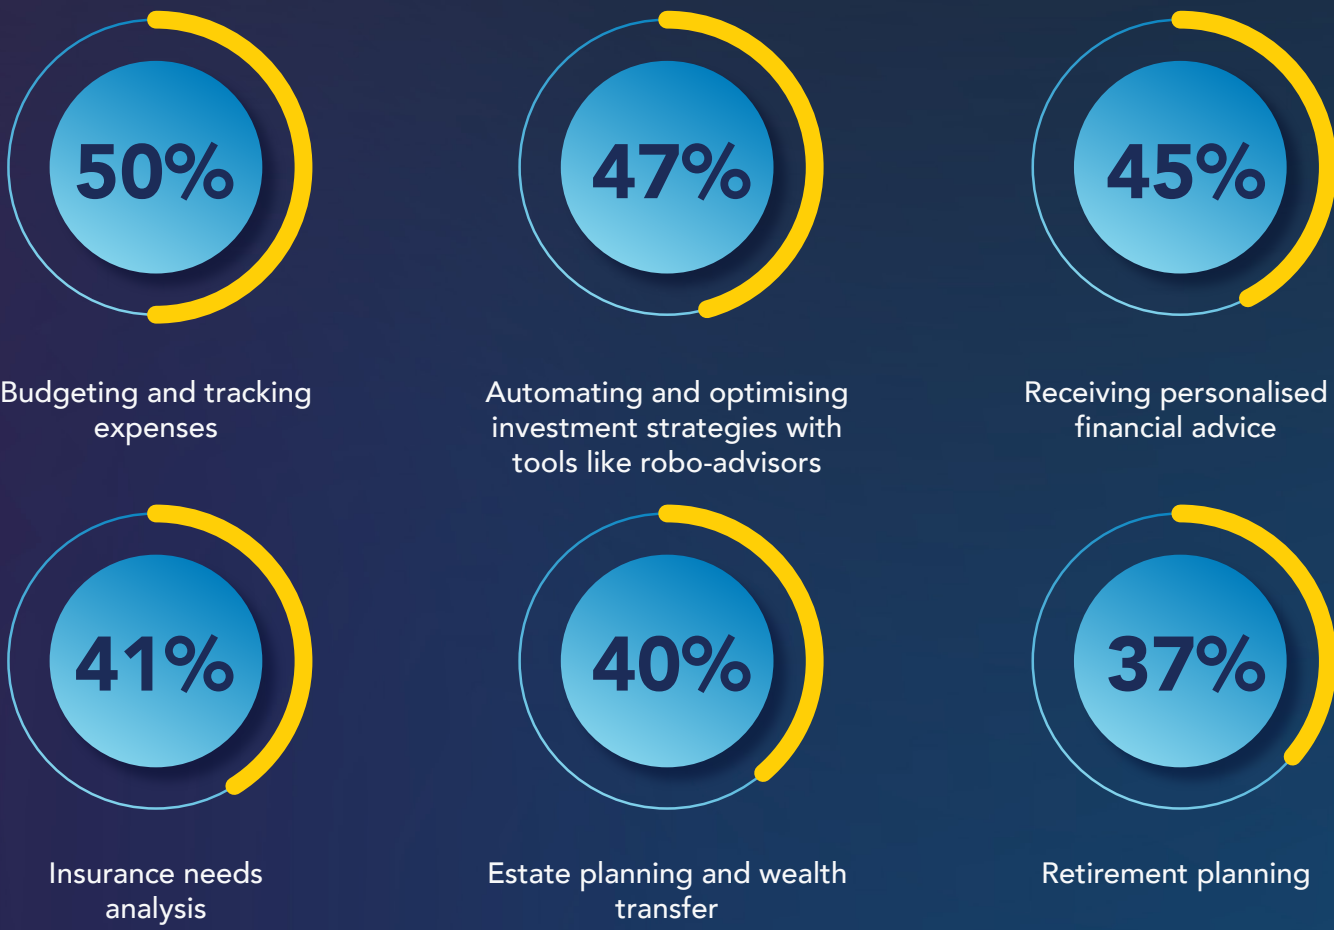 50%
47%
45%
Budgeting and tracking
expenses
Automating and optimising
investment strategies with
tools like robo-advisors
Receiving personalised
financial advice
41%
40%
37%
Insurance needs
analysis
Estate planning and wealth
transfer
Retirement planning